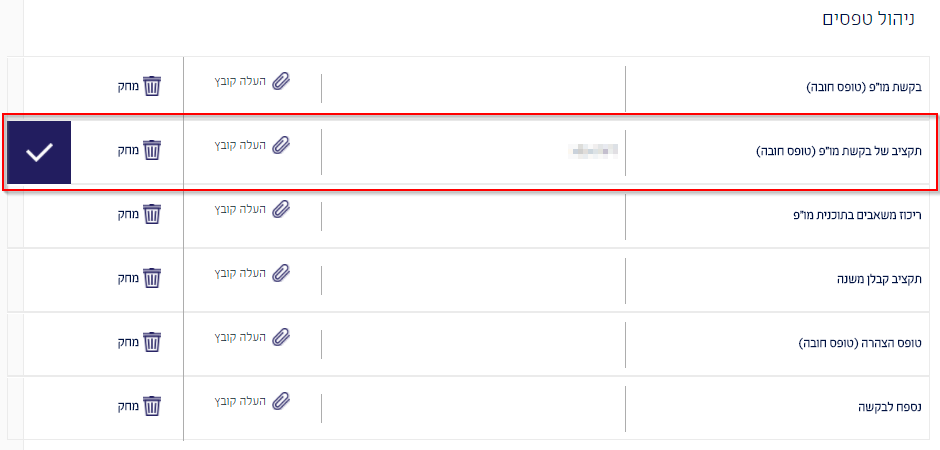 ניהול טפסים
בקשת מו"פ (טופס חובה) העלה קובץ מחק
תקציב של בקשת מו"פ (טופס חובה) העלה קובץ מחק
ריכוז משאבים בתוכנית מו"פ העלה קובץ מחק
תקציב קבלן משנה העלה קובץ מחק
טופס הצהרה (טופס חובה) העלה קובץ מחק
נספח לבקשה העלה קובץ מחק